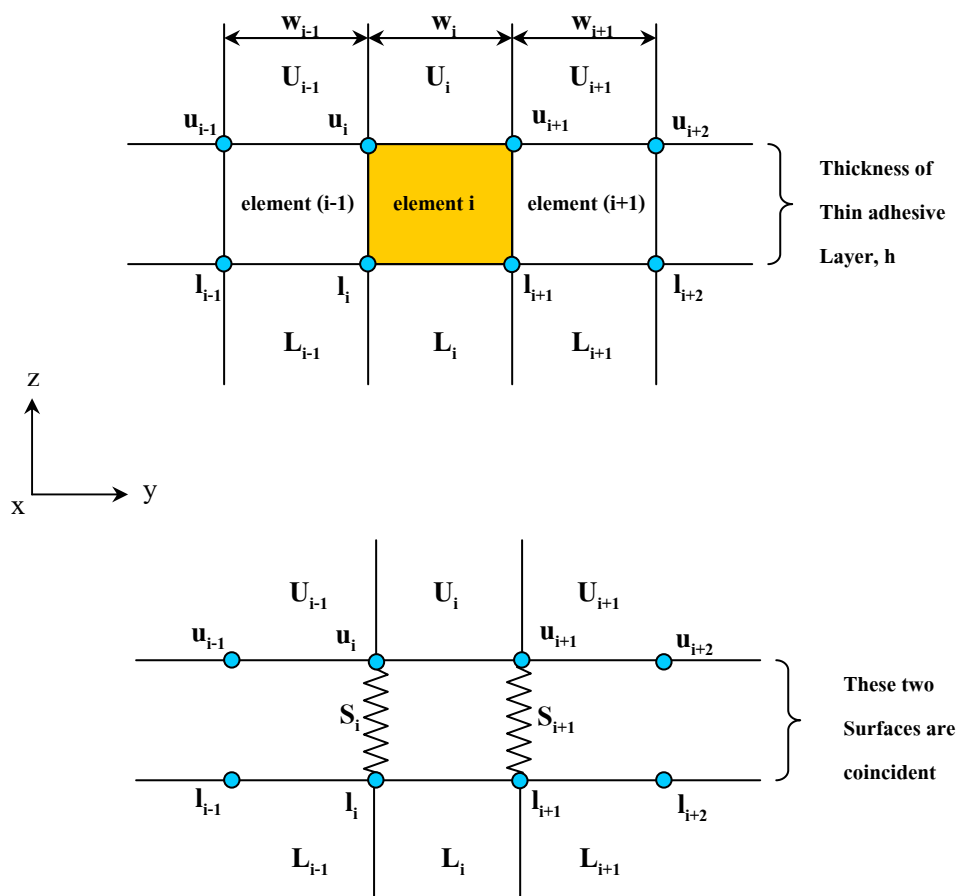 w_{i-1} w_i w_{i+1}
U_{i-1} U_i U_{i+1}
u_{i-1} u_i u_{i+1} u_{i+2}
element (i-1) element i element (i+1)
Thickness of
Thin adhesive
Layer, h
l_{i-1} l_i l_{i+1} l_{i+2}
L_{i-1} L_i L_{i+1}
z
y
x
U_{i-1} U_i U_{i+1}
u_{i-1} u_i u_{i+1} u_{i+2}
S_i S_{i+1}
These two
Surfaces are
coincident
l_{i-1} l_i l_{i+1} l_{i+2}
L_{i-1} L_i L_{i+1}